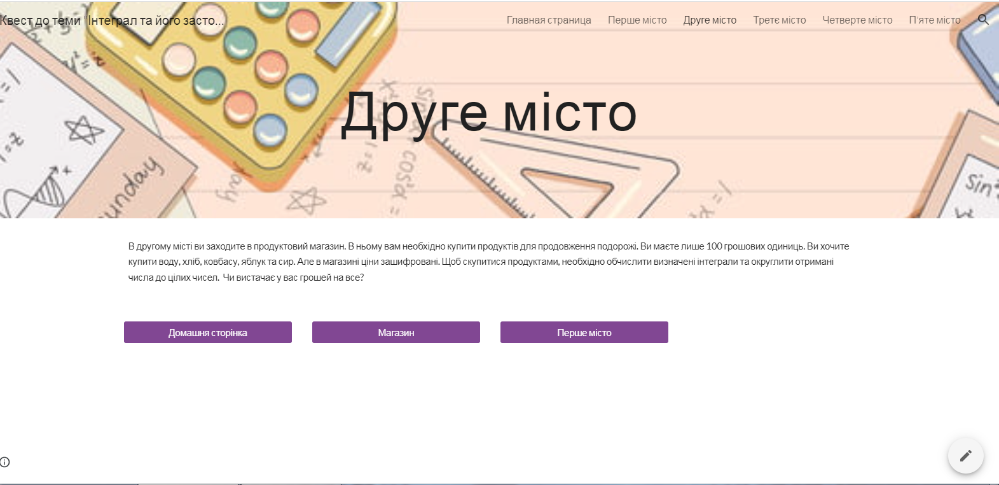 Квест до теми "Інтеграл та його засто...
Главная страница Перше місто Друге місто Третє місто Четверте місто П'яте місто
Друге місто
unday
Sin
cos²α =
В другому місті ви заходите в продуктовий магазин. В ньому вам необхідно купити продуктів для продовження подорожі. Ви маєте лише 100 грошових одиниць. Ви хочете
купити воду, хліб, ковбасу, яблук та сир. Але в магазині ціни зашифровані. Щоб скупитися продуктами, необхідно обчислити визначені інтеграли та округлити отримані
числа до цілих чисел. Чи вистачає у вас грошей на все?
Домашня сторінка Магазин Перше місто